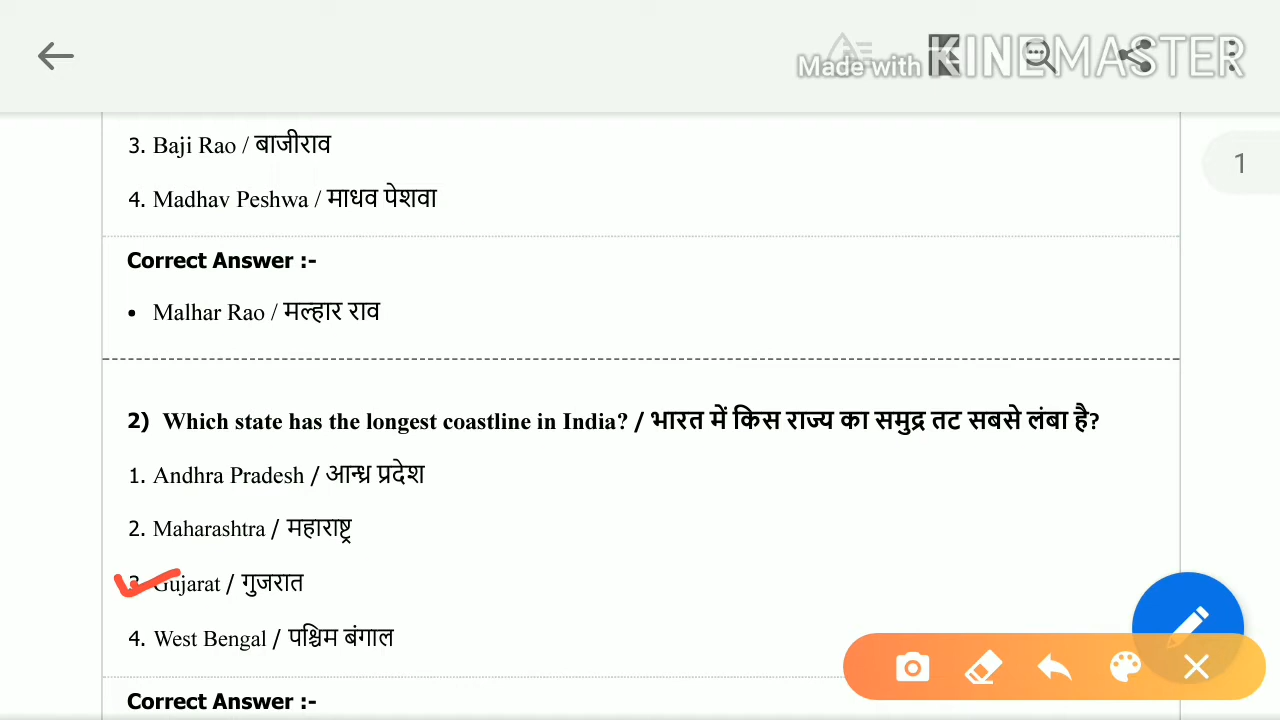 Made with KINEMASTER
1
3. Baji Rao / बाजीराव
4. Madhav Peshwa / माधव पेशवा
Correct Answer :-
• Malhar Rao / मल्हार राव
2) Which state has the longest coastline in India? / भारत में किस राज्य का समुद्र तट सबसे लंबा है?
1. Andhra Pradesh / आन्ध्र प्रदेश
2. Maharashtra / महाराष्ट्र
3. Gujarat / गुजरात
4. West Bengal / पश्चिम बंगाल
Correct Answer :-